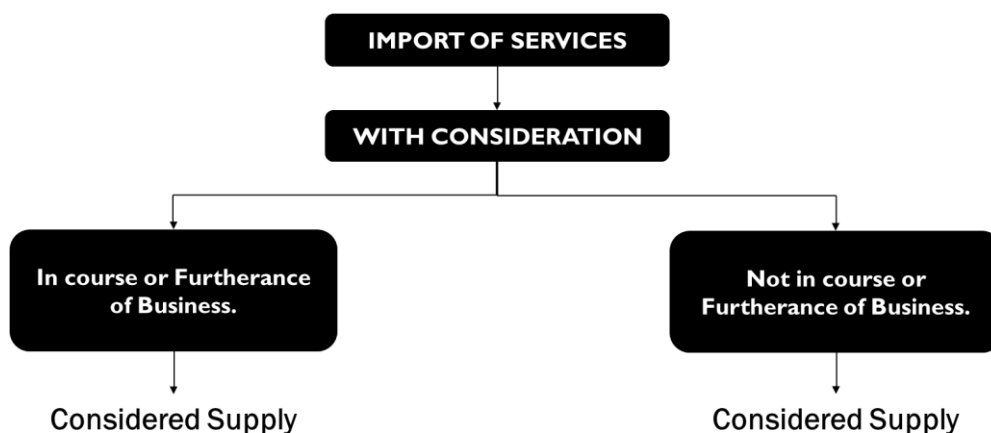 IMPORT OF SERVICES
WITH CONSIDERATION
In course or Furtherance
of Business.
Not in course or
Furtherance of Business.
Considered Supply
Considered Supply